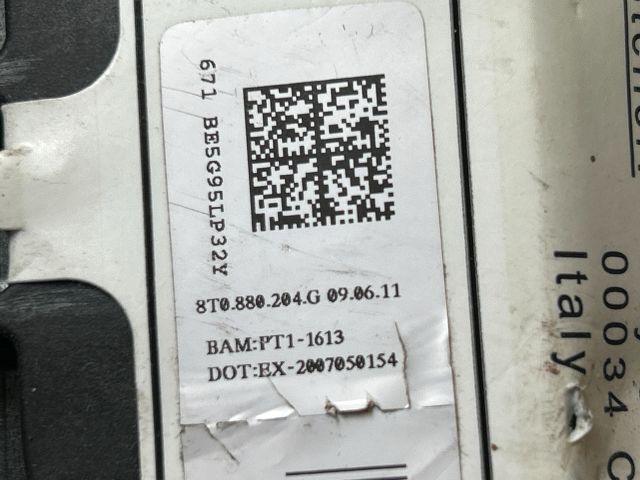 671 BE5G95LP32Y
8T0.880.204.G 09.06.11
BAM:PT1-1613
DOT:EX-2007050154
Italy
00034 C